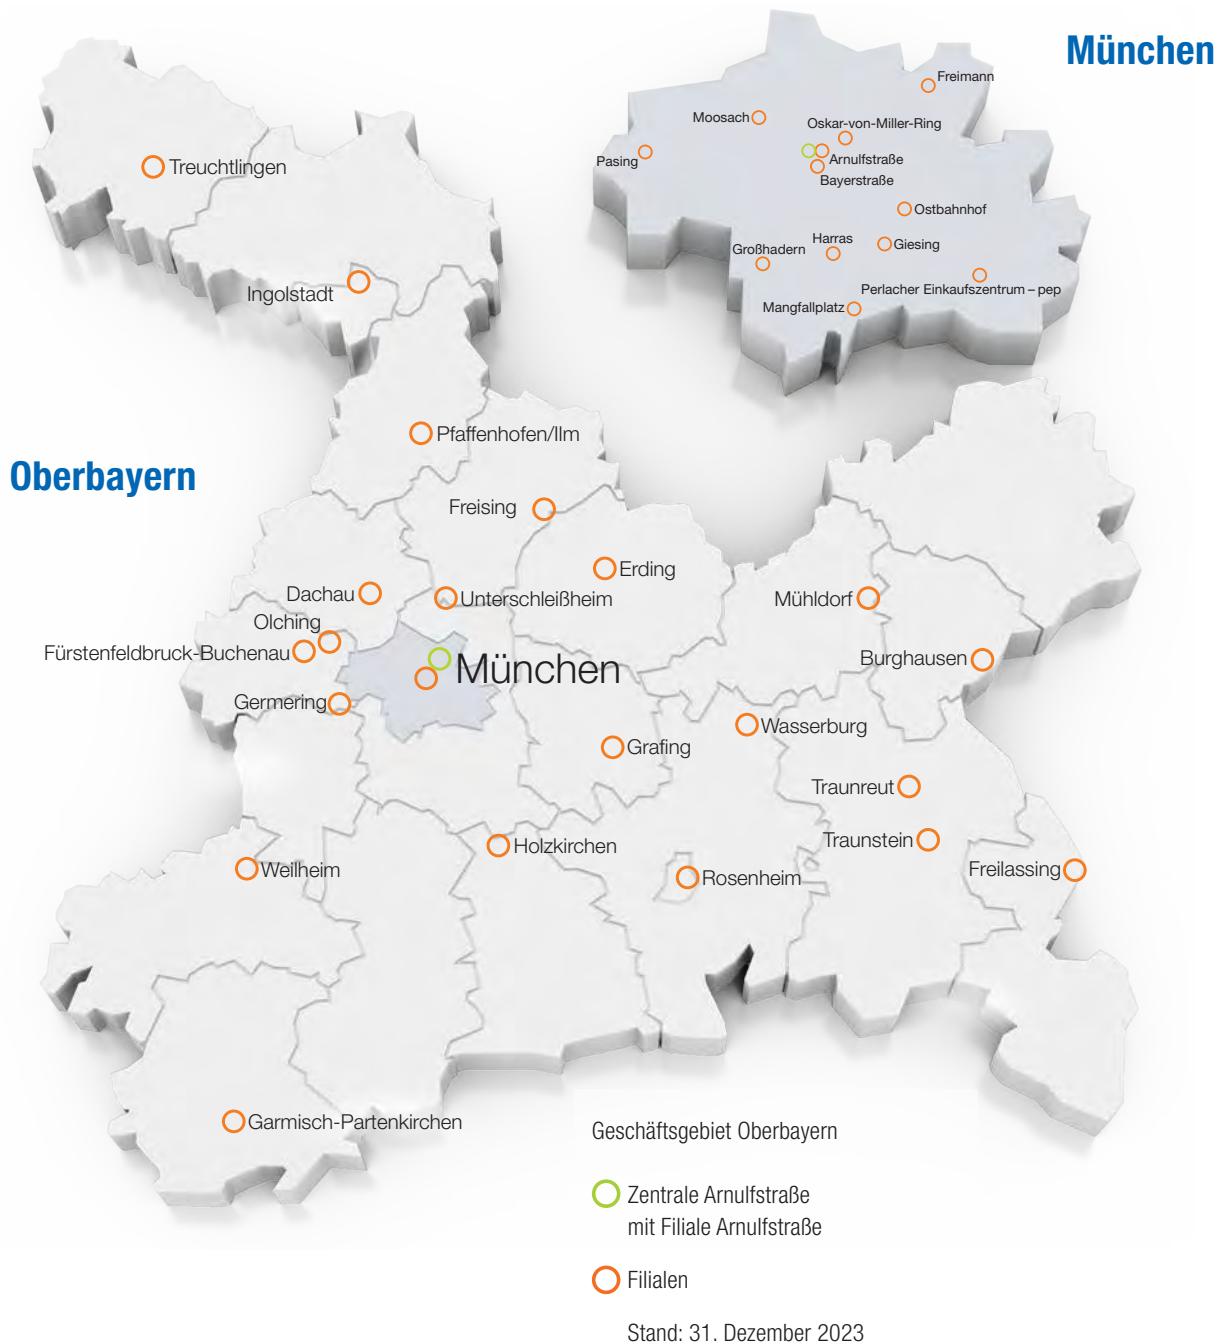 München
Freimann
Moosach
Oskar-von-Miller-Ring
Pasing
Arnulfstraße
Bayerstraße
Ostbahnhof
Harras
Giesing
Großhadern
Perlacher Einkaufszentrum – pep
Mangfallplatz
Treuchtlingen
Ingolstadt
Pfaffenhofen/Ilm
Oberbayern
Freising
Erding
Dachau
Unterschleißheim
Mühldorf
Olching
Fürstenfeldbruck-Buchenau
München
Burghausen
Germering
Wasserburg
Grafing
Traunreut
Traunstein
Holzkirchen
Weilheim
Rosenheim
Freilassing
Garmisch-Partenkirchen
Geschäftsgebiet Oberbayern
Zentrale Arnulfstraße
mit Filiale Arnulfstraße
Filialen
Stand: 31. Dezember 2023